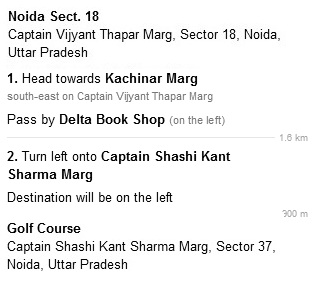 Noida Sect. 18
Captain Vijyant Thapar Marg, Sector 18, Noida,
Uttar Pradesh
1. Head towards Kachinar Marg
south-east on Captain Vijyant Thapar Marg
Pass by Delta Book Shop (on the left)
1.6 km
2. Turn left onto Captain Shashi Kant
Sharma Marg
Destination will be on the left
900 m
Golf Course
Captain Shashi Kant Sharma Marg, Sector 37,
Noida, Uttar Pradesh